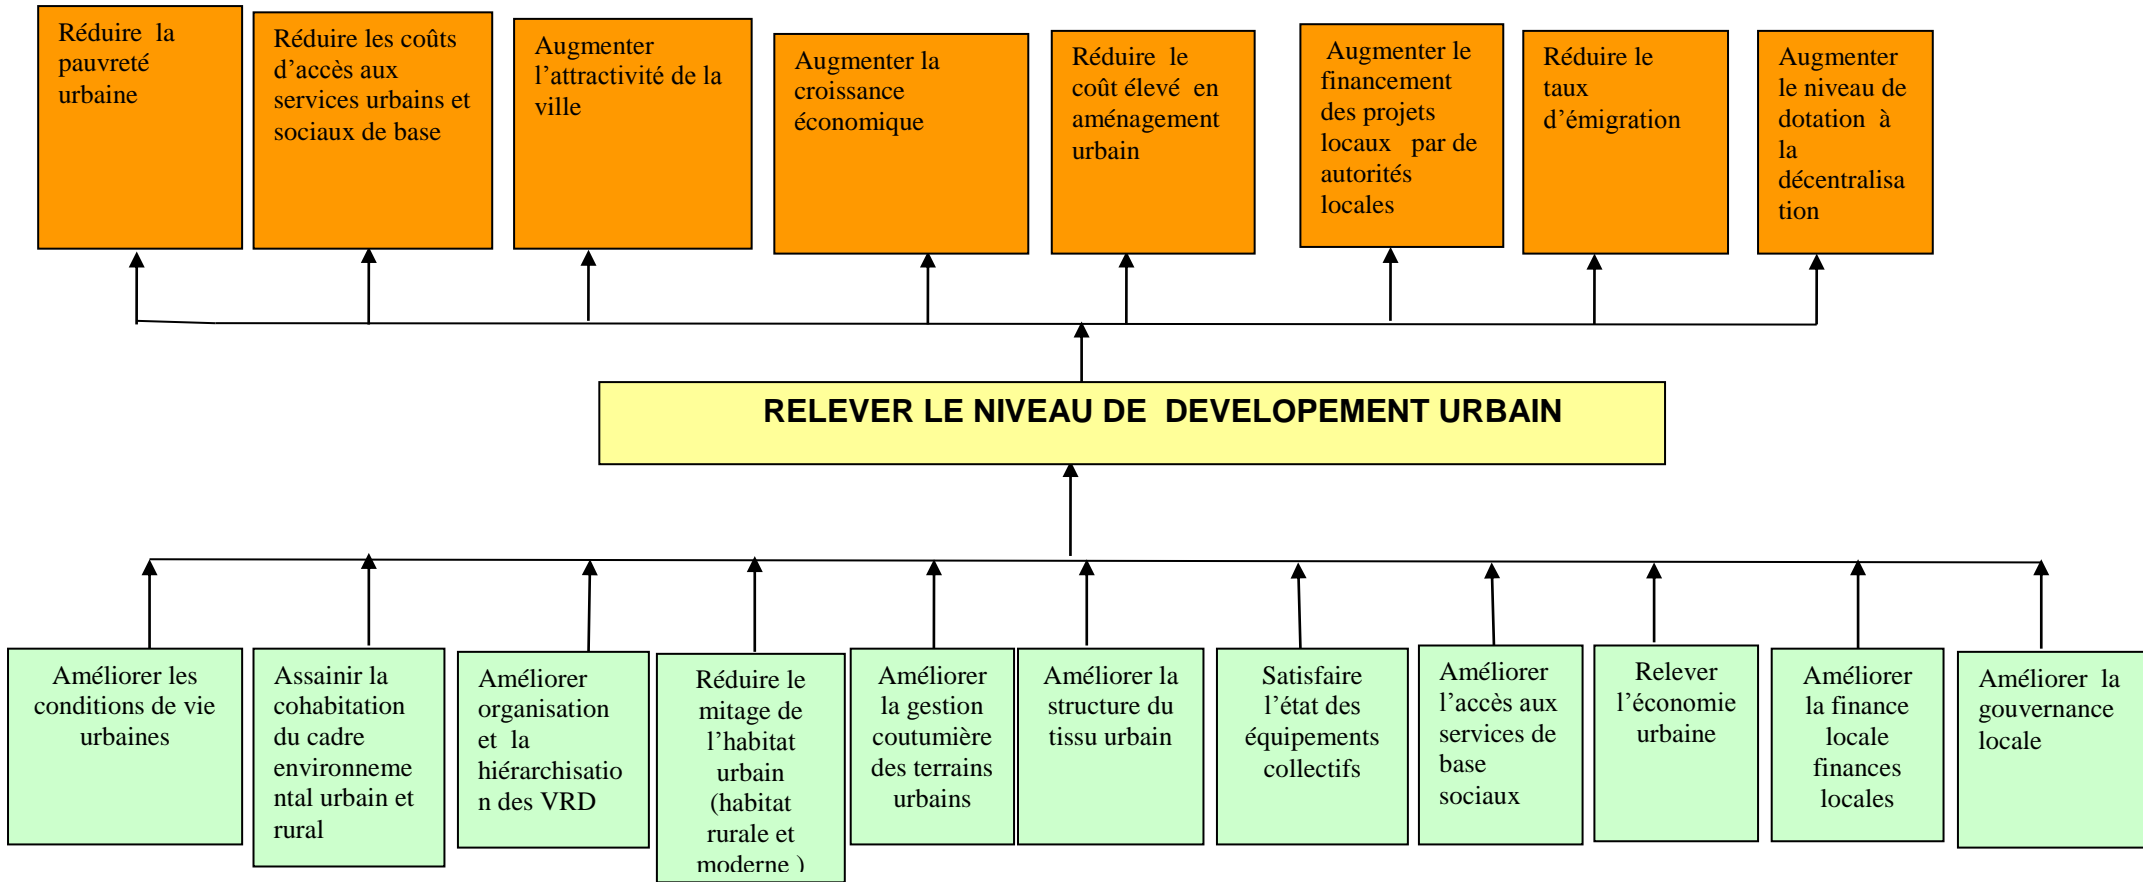 Réduire la
pauvreté
urbaine
Réduire les coûts
d’accès aux
services urbains et
sociaux de base
Augmenter
l’attractivité de la
ville
Augmenter la
croissance
économique
Réduire le
coût élevé en
aménagement
urbain
Augmenter le
financement
des projets
locaux par de
autorités
locales
Réduire le
taux
d’émigration
Augmenter
le niveau de
dotation à
la
décentralisa
tion
RELEVER LE NIVEAU DE DEVELOPEMENT URBAIN
Améliorer les
conditions de vie
urbaines
Assainir la
cohabitation
du cadre
environneme
ntal urbain et
rural
Améliorer
organisation
et la
hiérarchisatio
n des VRD
Réduire le
mitage de
l’habitat
urbain
(habitat
rurale et
moderne )
Améliorer
la gestion
coutumière
des terrains
urbains
Améliorer la
structure du
tissu urbain
Satisfaire
l’état des
équipements
collectifs
Améliorer
l’accès aux
services de
base
sociaux
Relever
l’économie
urbaine
Améliorer
la finance
locale
finances
locales
Améliorer la
gouvernance
locale